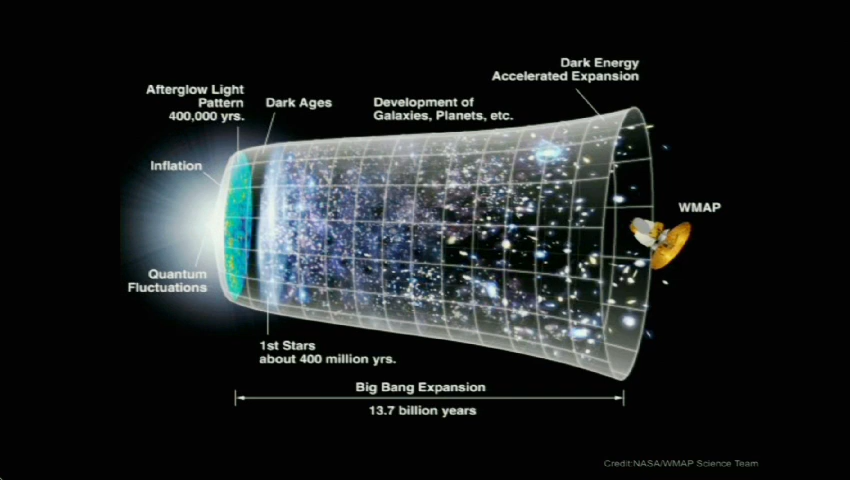 Dark Energy
Accelerated Expansion
Afterglow Light
Pattern
400,000 yrs.
Dark Ages
Development of
Galaxies, Planets, etc.
Inflation
WMAP
Quantum
Fluctuations
1st Stars
about 400 million yrs.
Big Bang Expansion
13.7 billion years
Credit:NASA/WMAP Science Team